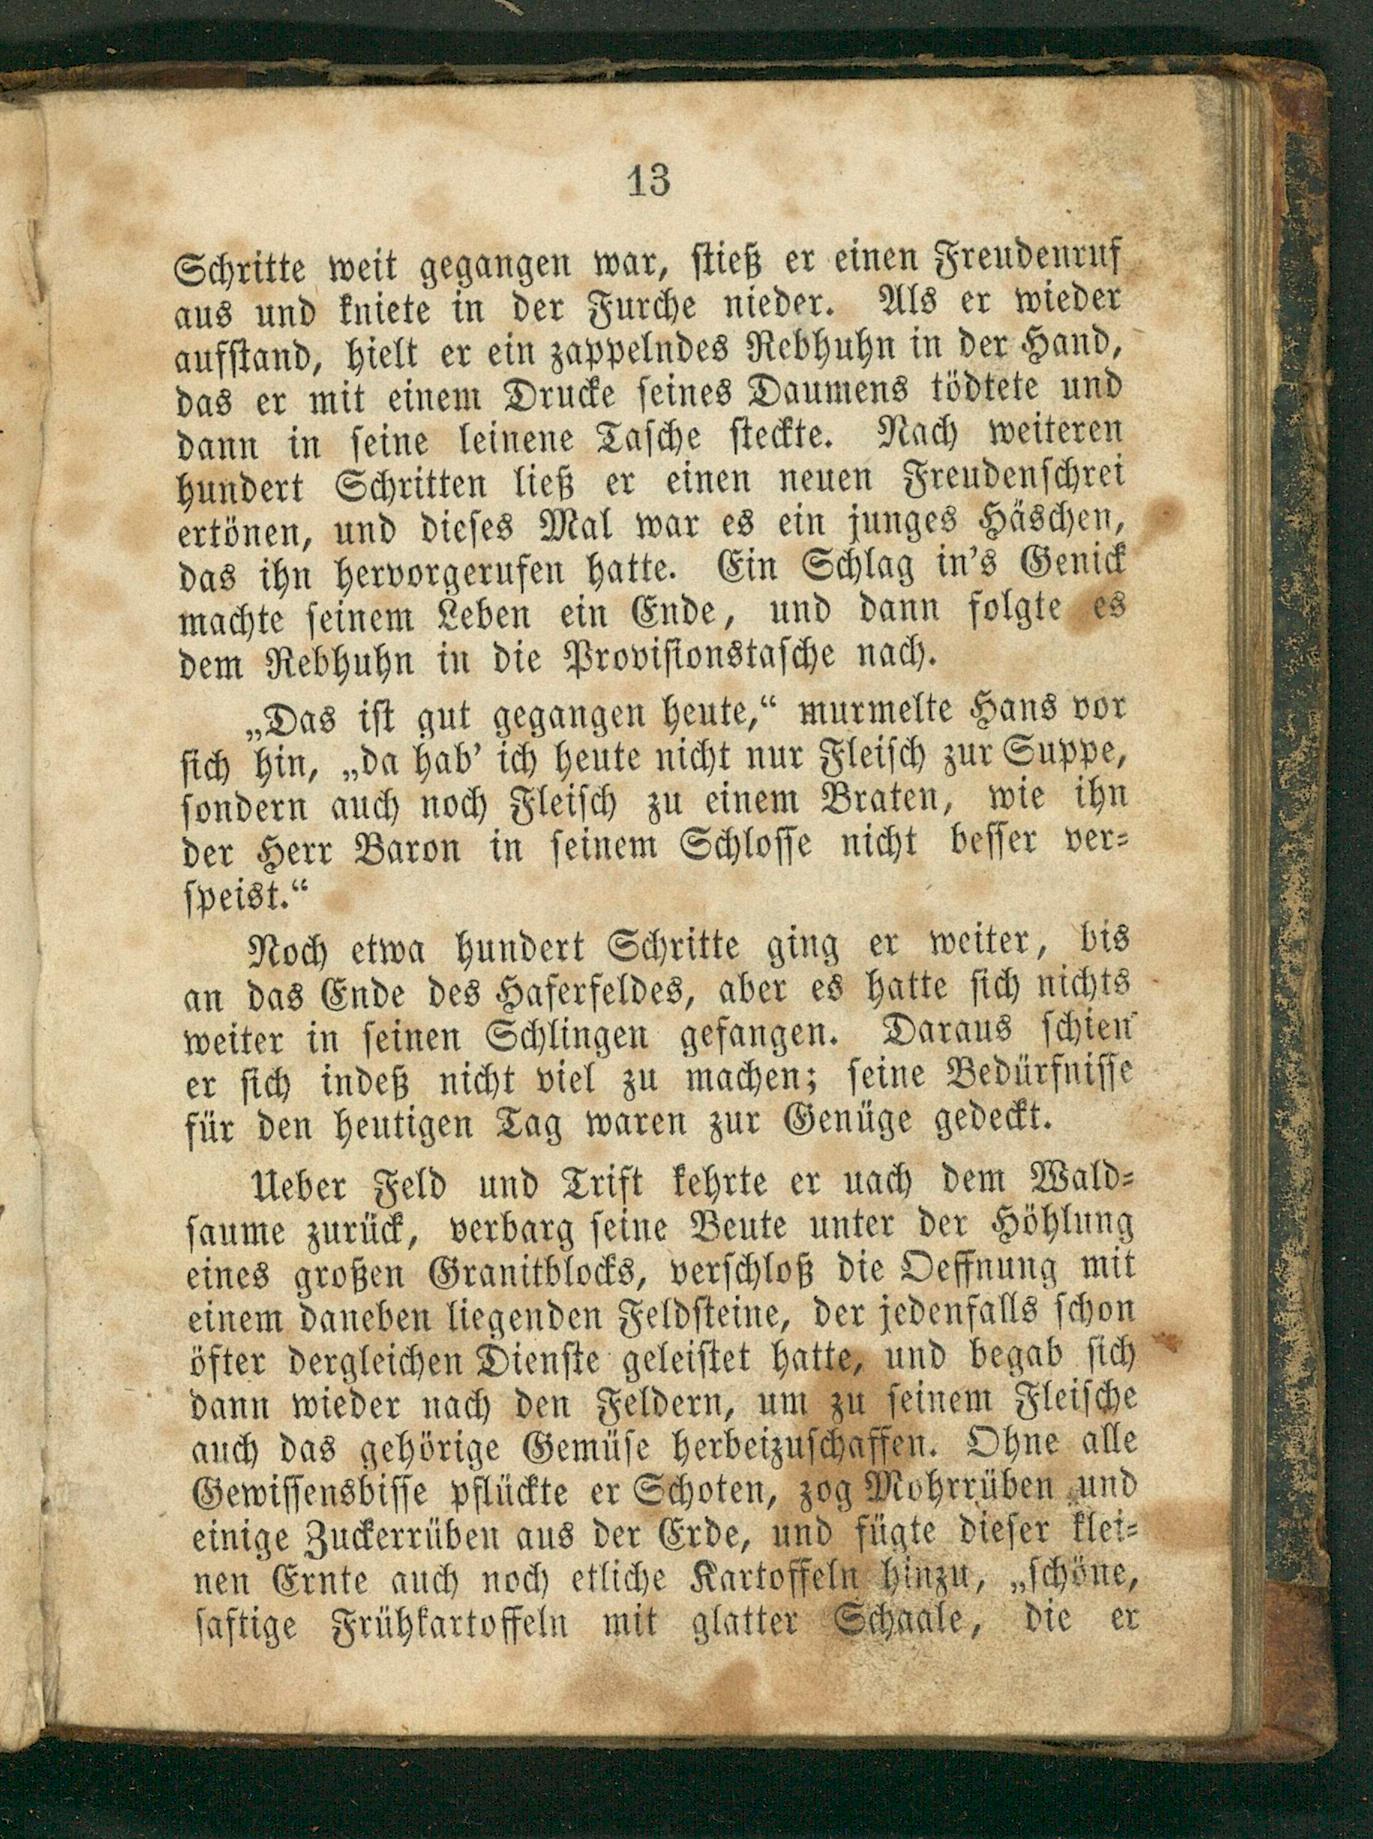 13
Schritte weit gegangen war, stieß er einen Freudenruf
aus und kniete in der Furche nieder. Als er wieder
aufstand, hielt er ein zappelndes Rebhuhn in der Hand,
das er mit einem Drucke seines Daumens tödtete und
dann in seine leinene Tasche steckte. Nach weiteren
hundert Schritten ließ er einen neuen Freudenschrei
ertönen, und dieses Mal war es ein junges Häschen,
das ihn hervorgerufen hatte. Ein Schlag in's Genick
machte seinem Leben ein Ende, und dann folgte es
dem Rebhuhn in die Provisionstasche nach.
„Das ist gut gegangen heute,“ murmelte Hans vor
sich hin, „da hab' ich heute nicht nur Fleisch zur Suppe,
sondern auch noch Fleisch zu einem Braten, wie ihn
der Herr Baron in seinem Schlosse nicht besser ver-
speist.“
Noch etwa hundert Schritte ging er weiter, bis
an das Ende des Haferfeldes, aber es hatte sich nichts
weiter in seinen Schlingen gefangen. Daraus schien
er sich indeß nicht viel zu machen; seine Bedürfnisse
für den heutigen Tag waren zur Genüge gedeckt.
Ueber Feld und Trift kehrte er uach dem Wald-
saume zurück, verbarg seine Beute unter der Höhlung
eines großen Granitblocks, verschloß die Oeffnung mit
einem daneben liegenden Feldsteine, der jedenfalls schon
öfter dergleichen Dienste geleistet hatte, und begab sich
dann wieder nach den Feldern, um zu seinem Fleische
auch das gehörige Gemüse herbeizuschaffen. Ohne alle
Gewissensbisse pflückte er Schoten, zog Mohrrüben und
einige Zuckerrüben aus der Erde, und fügte dieser klei-
nen Ernte auch noch etliche Kartoffeln hinzu, „schöne,
saftige Frühkartoffeln mit glatter Schaale, die er